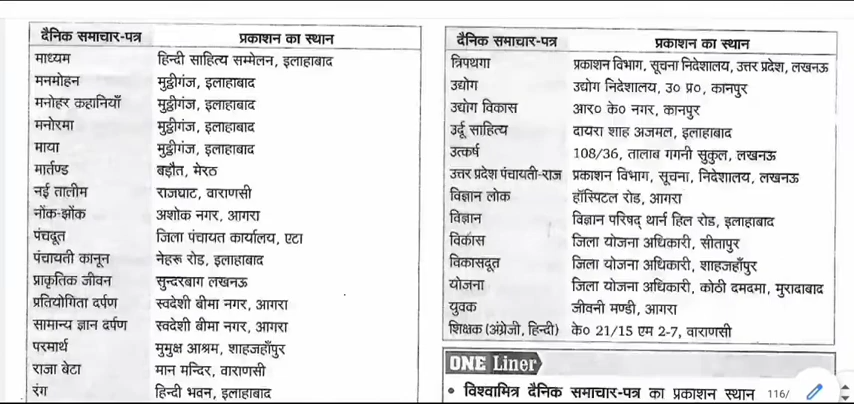 दैनिक समाचार-पत्र प्रकाशन का स्थान
माध्यम हिन्दी साहित्य सम्मेलन, इलाहाबाद
मनमोहन मुट्ठीगंज, इलाहाबाद
मनोहर कहानियाँ मुट्ठीगंज, इलाहाबाद
मनोरमा मुट्ठीगंज, इलाहाबाद
माया मुट्ठीगंज, इलाहाबाद
मार्तण्ड बड़ौत, मेरठ
नई तालीम राजघाट, वाराणसी
नोंक-झोंक अशोक नगर, आगरा
पंचदूत जिला पंचायत कार्यालय, एटा
पंचायती कानून नेहरू रोड, इलाहाबाद
प्राकृतिक जीवन सुन्दरबाग लखनऊ
प्रतियोगिता दर्पण स्वदेशी बीमा नगर, आगरा
सामान्य ज्ञान दर्पण स्वदेशी बीमा नगर, आगरा
परमार्थ मुमुक्ष आश्रम, शाहजहाँपुर
राजा बेटा मान मन्दिर, वाराणसी
रंग हिन्दी भवन, इलाहाबाद
दैनिक समाचार-पत्र प्रकाशन का स्थान
त्रिपथगा प्रकाशन विभाग, सूचना निदेशालय, उत्तर प्रदेश, लखनऊ
उद्योग उद्योग निदेशालय, उ० प्र०, कानपुर
उद्योग विकास आर० के० नगर, कानपुर
उर्दू साहित्य दायरा शाह अजमल, इलाहाबाद
उत्कर्ष 108/36, तालाब गगनी सुकुल, लखनऊ
उत्तर प्रदेश पंचायती-राज प्रकाशन विभाग, सूचना, निदेशालय, लखनऊ
विज्ञान लोक हॉस्पिटल रोड, आगरा
विज्ञान विज्ञान परिषद् थार्न हिल रोड, इलाहाबाद
विकास जिला योजना अधिकारी, सीतापुर
विकासदूत जिला योजना अधिकारी, शाहजहाँपुर
योजना जिला योजना अधिकारी, कोठी दमदमा, मुरादाबाद
युवक जीवनी मण्डी, आगरा
शिक्षक (अंग्रेजी, हिन्दी) के० 21/15 एम 2-7, वाराणसी
ONE Liner
• विश्वामित्र दैनिक समाचार-पत्र का प्रकाशन स्थान 116/